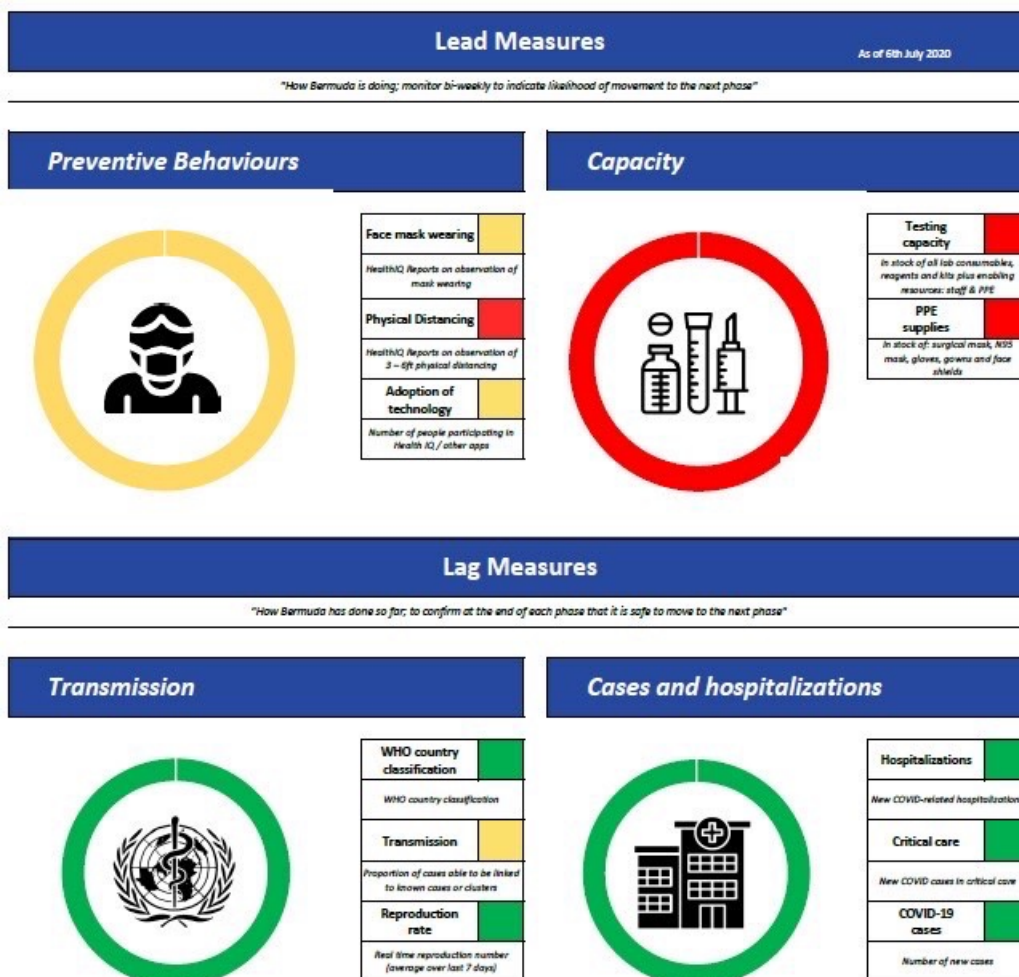 Lead Measures
As of 6th July 2020
"How Bermuda is doing; monitor bi-weekly to indicate likelihood of movement to the next phase"
Preventive Behaviours
Face mask wearing
HealthIQ Reports on observation of
mask wearing
Physical Distancing
HealthIQ Reports on observation of
3 – 6ft physical distancing
Adoption of
technology
Number of people participating in
Health IQ / other apps
Capacity
Testing
capacity
In stock of all lab consumables,
reagents and kits plus enabling
resources: staff & PPE
PPE
supplies
In stock of: surgical mask, N95
mask, gloves, gowns and face
shields
Lag Measures
"How Bermuda has done so far; to confirm at the end of each phase that it is safe to move to the next phase"
Transmission
WHO country
classification
WHO country classification
Transmission
Proportion of cases able to be linked
to known cases or clusters
Reproduction
rate
Real time reproduction number
(average over last 7 days)
Cases and hospitalizations
Hospitalizations
New COVID-related hospitalization
Critical care
New COVID cases in critical care
COVID-19
cases
Number of new cases